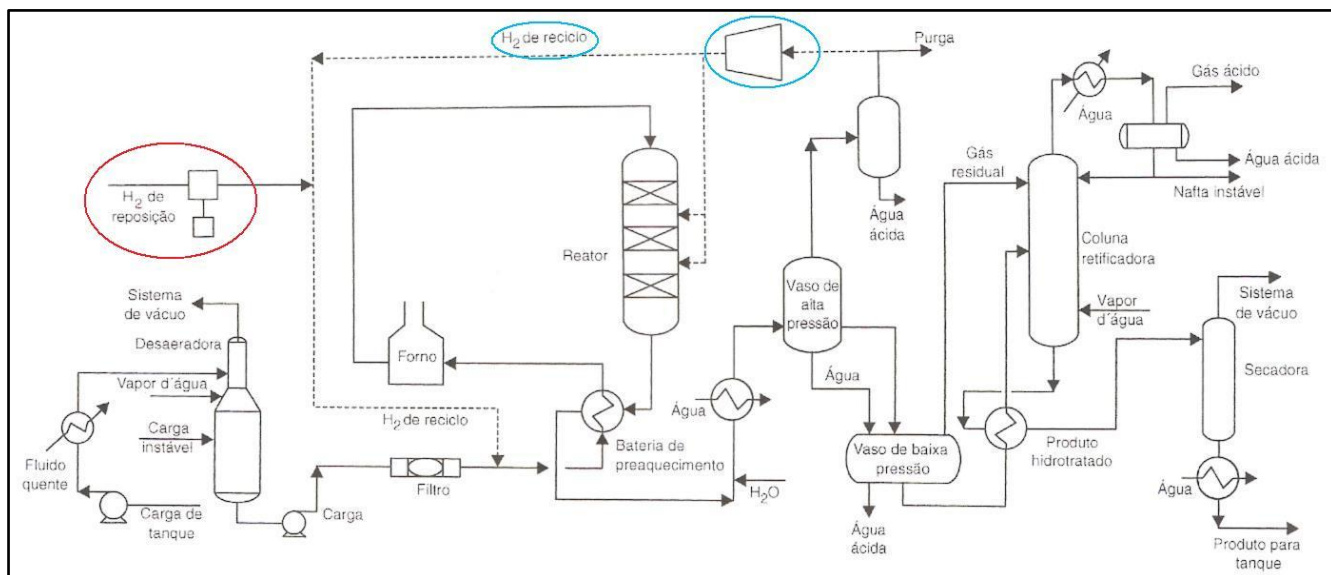 H2 de reciclo
Purga
Gás ácido
Água
Água ácida
Nafta instável
Gás
residual
H2 de
reposição
Água
ácida
Coluna
retificadora
Reator
Vaso de
alta
pressão
Sistema
de vácuo
Vapor
d'água
Sistema
de vácuo
Desaeradora
Forno
Água
Secadora
Vapor d'água
Água
H2 de reciclo
Carga
instável
Bateria de
preaquecimento
Vaso de baixa
pressão
Produto
hidrotratado
Fluido
quente
Filtro
H2O
Água
Carga de
tanque
Carga
Água
ácida
Produto para
tanque